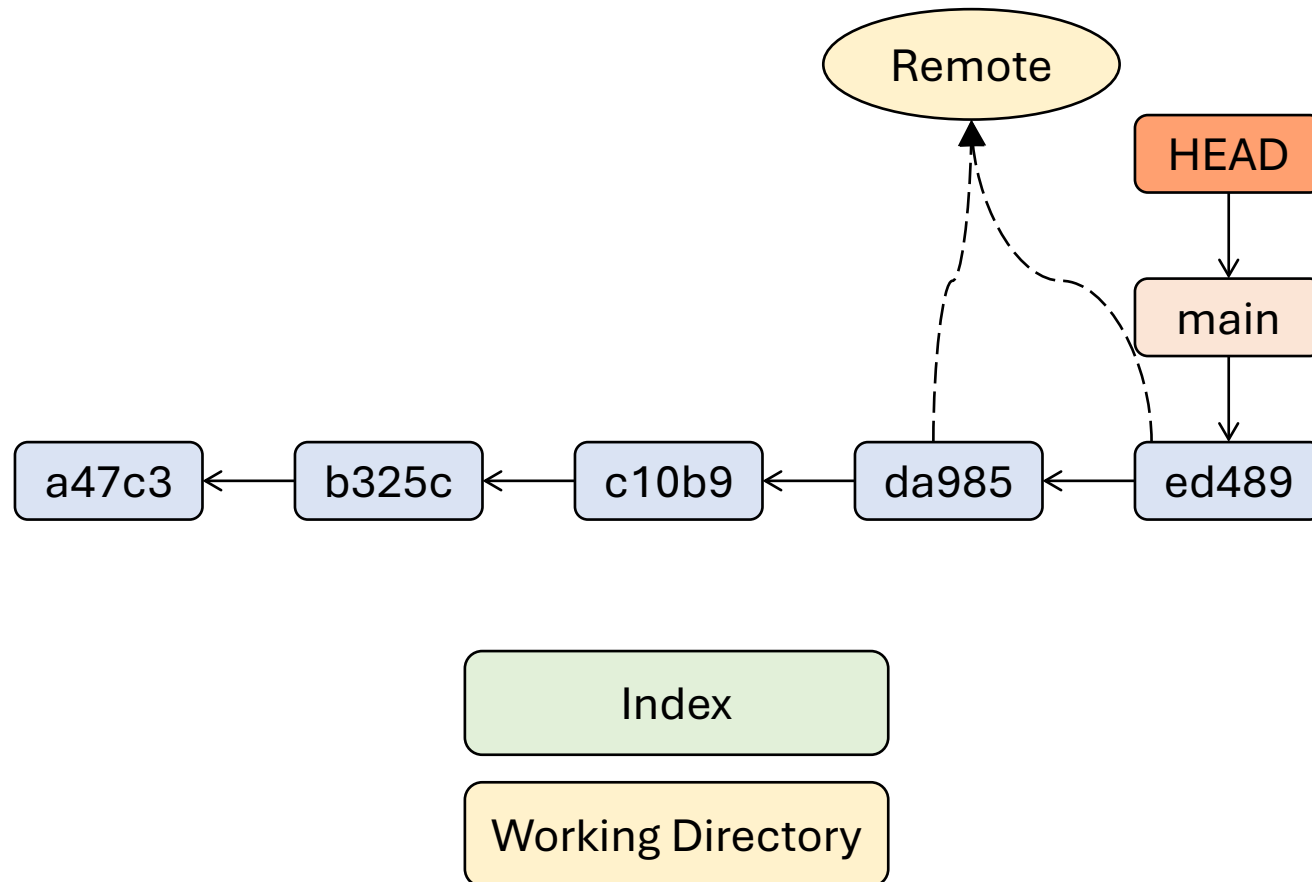 Remote
HEAD
main
a47c3
b325c
c10b9
da985
ed489
Index
Working Directory